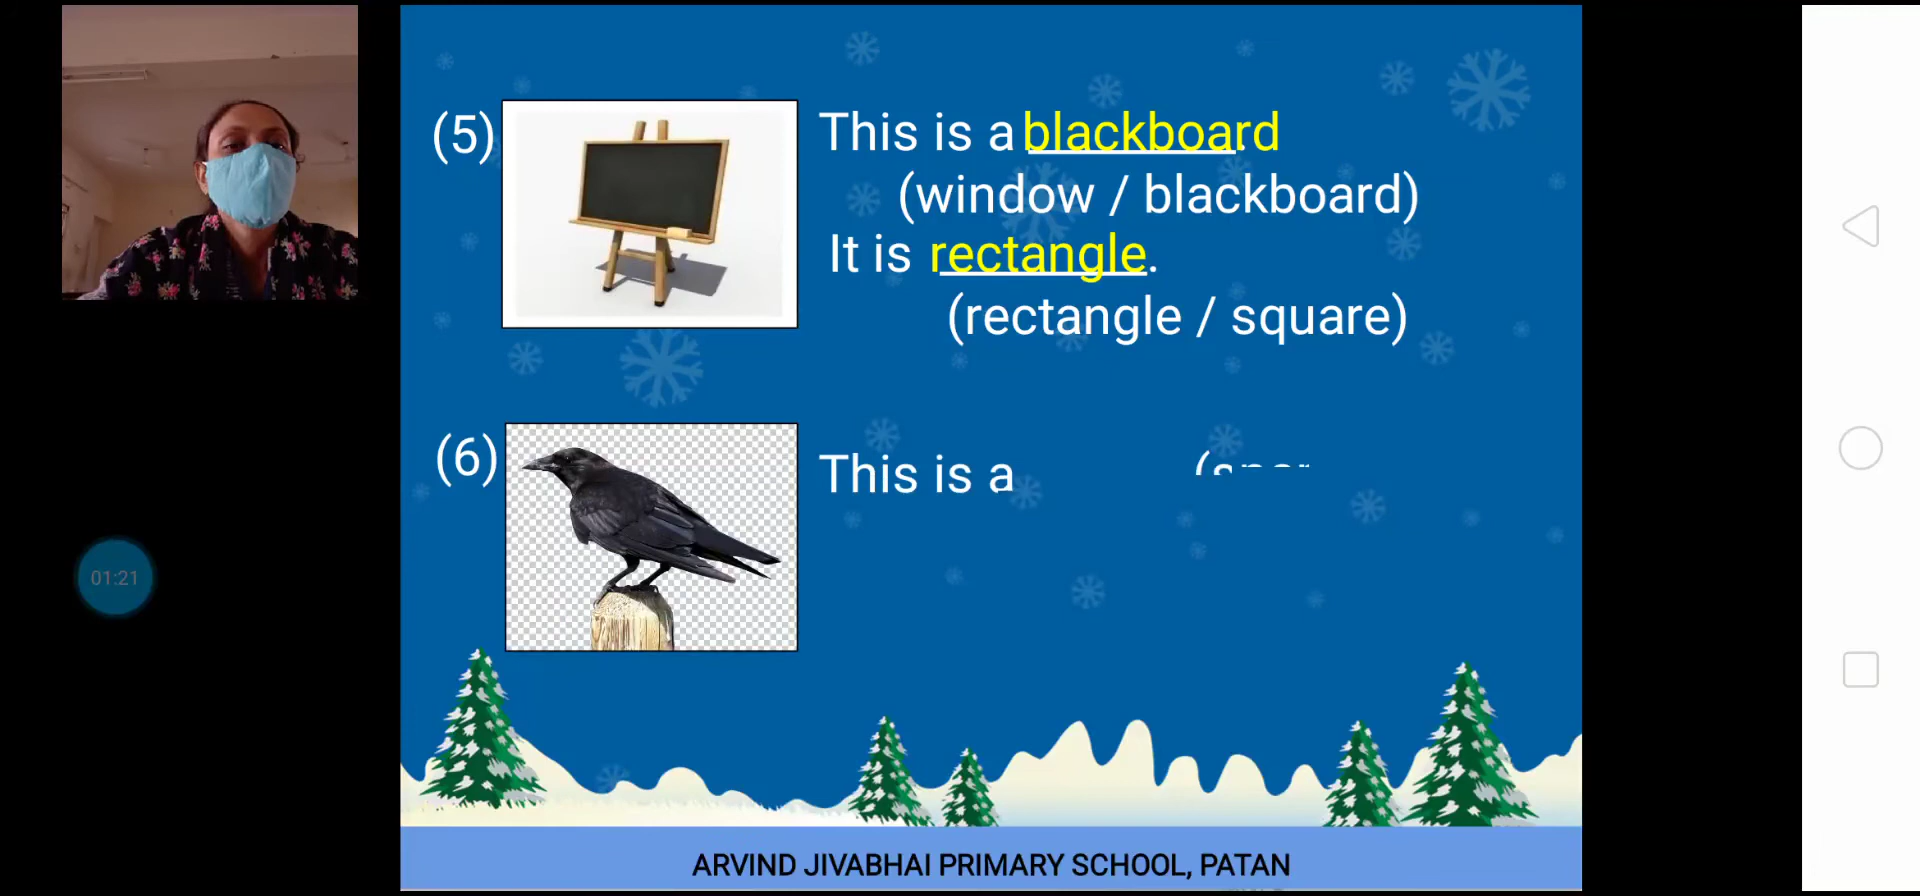 (5)
This is a blackboard.
(window / blackboard)
It is rectangle.
(rectangle / square)
(6)
This is a
01:21
ARVIND JIVABHAI PRIMARY SCHOOL, PATAN